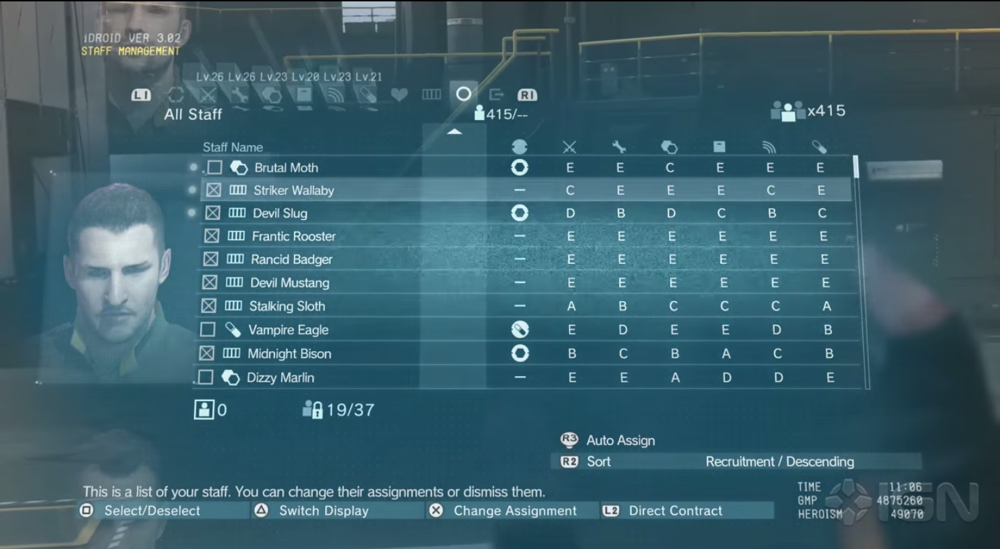 iDROID VER 3.02
STAFF MANAGEMENT
Lv.26 Lv.26 Lv.23 Lv.20 Lv.23 Lv.21
L1 R1
All Staff 415/-- x415
Staff Name
Brutal Moth E E C E E E
Striker Wallaby — C E E E C E
Devil Slug D B D C B C
Frantic Rooster — E E E E E E
Rancid Badger — E E E E E E
Devil Mustang — E E E E E E
Stalking Sloth — A B C C C A
Vampire Eagle E D E E D B
Midnight Bison B C B A C B
Dizzy Marlin — E E A D D E
0 19/37
R3 Auto Assign
R2 Sort Recruitment / Descending
This is a list of your staff. You can change their assignments or dismiss them.
Select/Deselect Switch Display Change Assignment L2 Direct Contract
TIME 11:06
GMP 4875260
HEROISM 49070
IGN